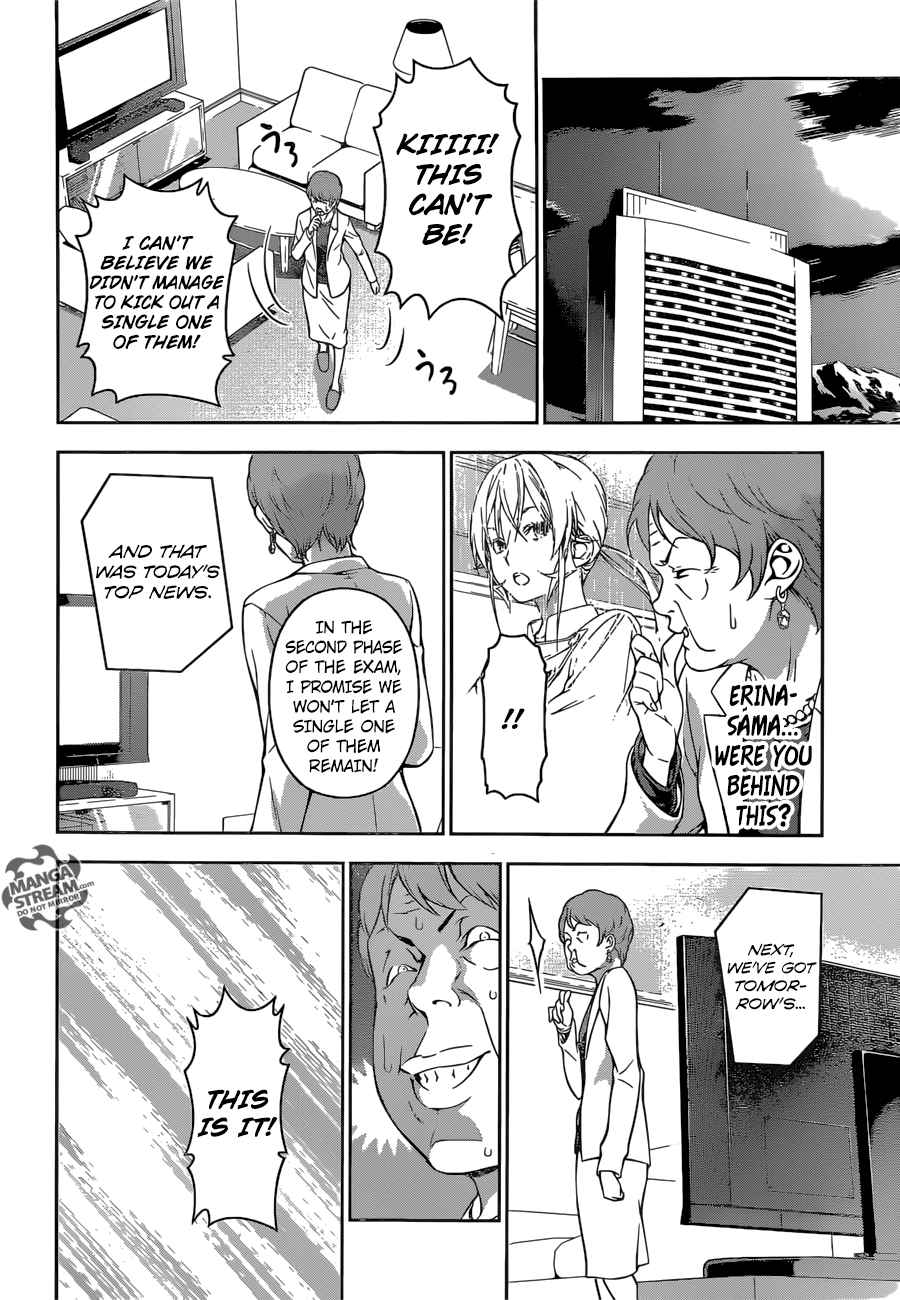 KIIIII!
THIS
CAN'T
BE!
うろ
I CAN'T
BELIEVE WE
DIDN'T MANAGE
TO KICK OUT A
SINGLE ONE
OF THEM!
うろ
ERINA-
SAMA...
WERE YOU
BEHIND
THIS?
!!
AND THAT
WAS TODAY'S
TOP NEWS.
IN THE
SECOND PHASE
OF THE EXAM,
I PROMISE WE
WON'T LET A
SINGLE ONE
OF THEM
REMAIN!
NEXT,
WE'VE GOT
TOMOR-
ROW'S...
THIS
IS IT!
MANGA
STREAM.com
DO NOT MIRROR